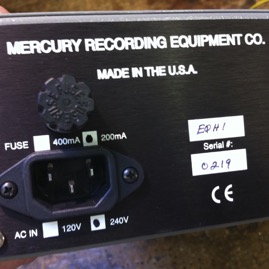 MERCURY RECORDING EQUIPMENT CO.
MADE IN THE U.S.A.
FUSE 400mA 200mA
EQH1
Serial #:
0219
CE
AC IN 120V 240V